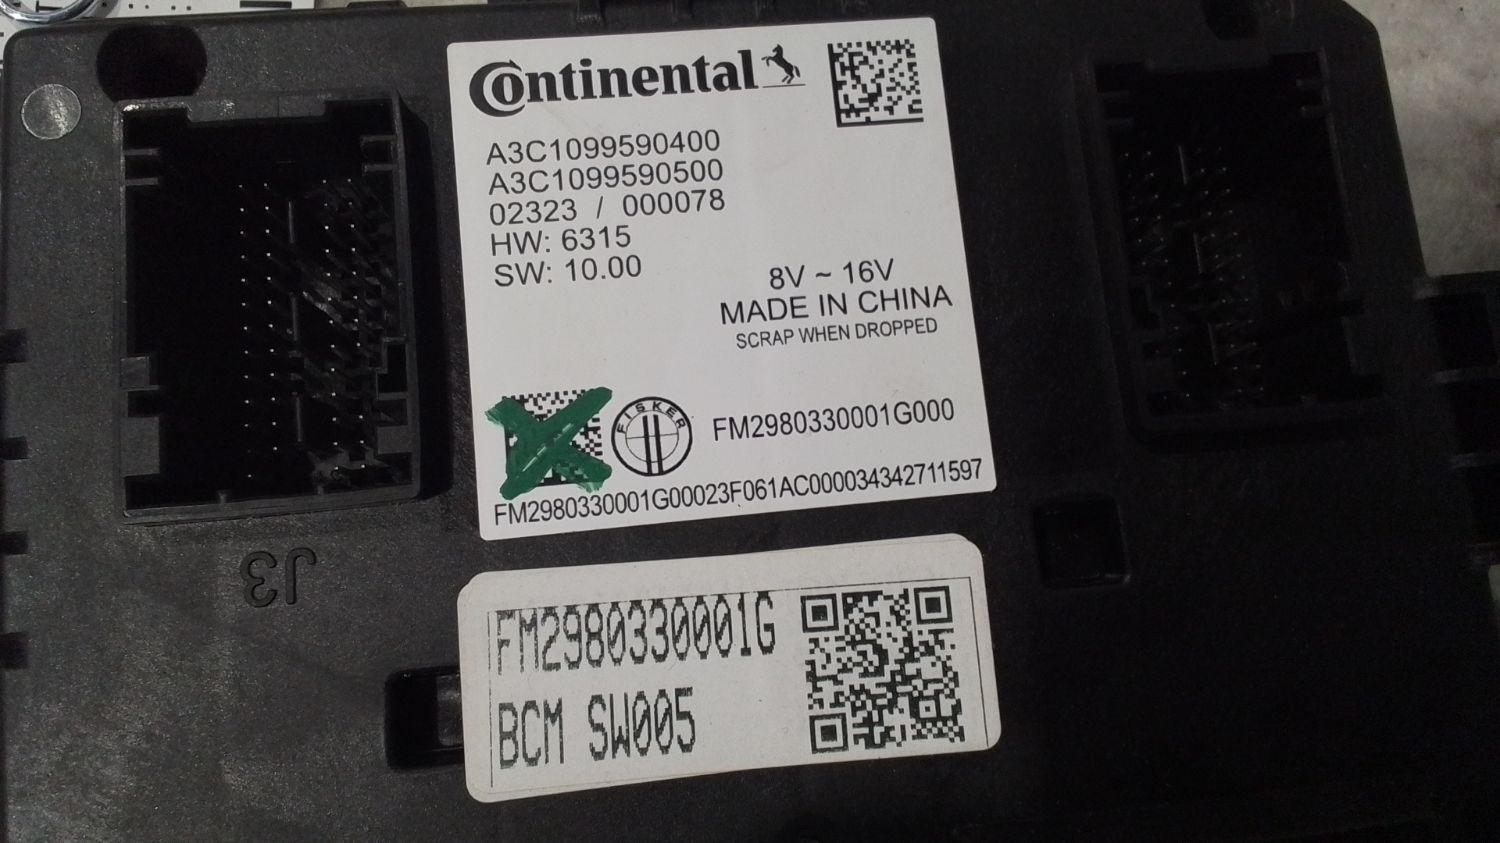 Continental
A3C1099590400
A3C1099590500
02323 / 000078
HW: 6315
SW: 10.00
8V ~ 16V
MADE IN CHINA
SCRAP WHEN DROPPED
FISKER
FM2980330001G000
FM2980330001G00023F061AC000034342711597
J3
FM2980330001G
BCM SW005